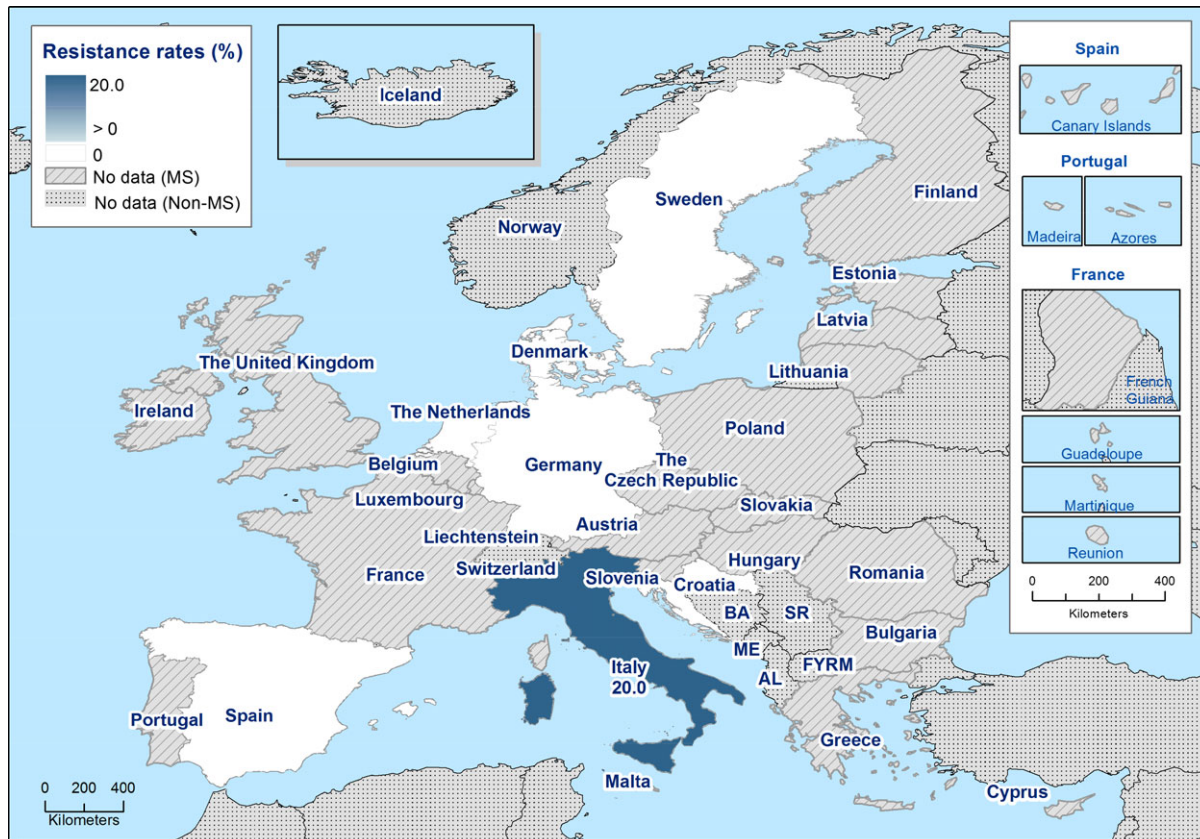 Resistance rates (%)
20.0
> 0
0
No data (MS)
No data (Non-MS)
Iceland
Norway
Sweden
Finland
Estonia
Latvia
Lithuania
Denmark
The United Kingdom
Ireland
The Netherlands
Belgium
Luxembourg
Germany
Poland
The
Czech Republic
Slovakia
Austria
Liechtenstein
Switzerland
France
Slovenia
Croatia
Hungary
Romania
BA
SR
Bulgaria
ME
FYRM
AL
Italy
20.0
Portugal
Spain
Greece
Malta
Cyprus
0 200 400
Kilometers
Spain
Canary Islands
Portugal
Madeira
Azores
France
French
Guiana
Guadeloupe
Martinique
Reunion
0 200 400
Kilometers